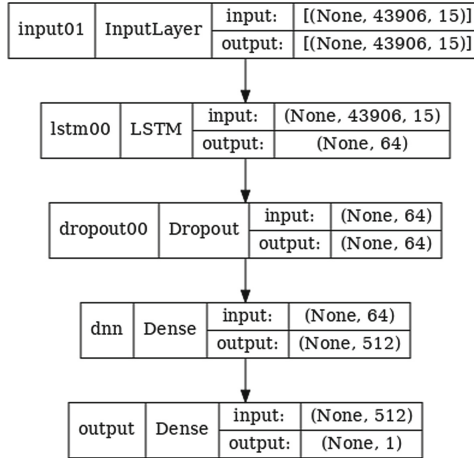 input01 InputLayer input: [(None, 43906, 15)]
output: [(None, 43906, 15)]
lstm00 LSTM input: (None, 43906, 15)
output: (None, 64)
dropout00 Dropout input: (None, 64)
output: (None, 64)
dnn Dense input: (None, 64)
output: (None, 512)
output Dense input: (None, 512)
output: (None, 1)